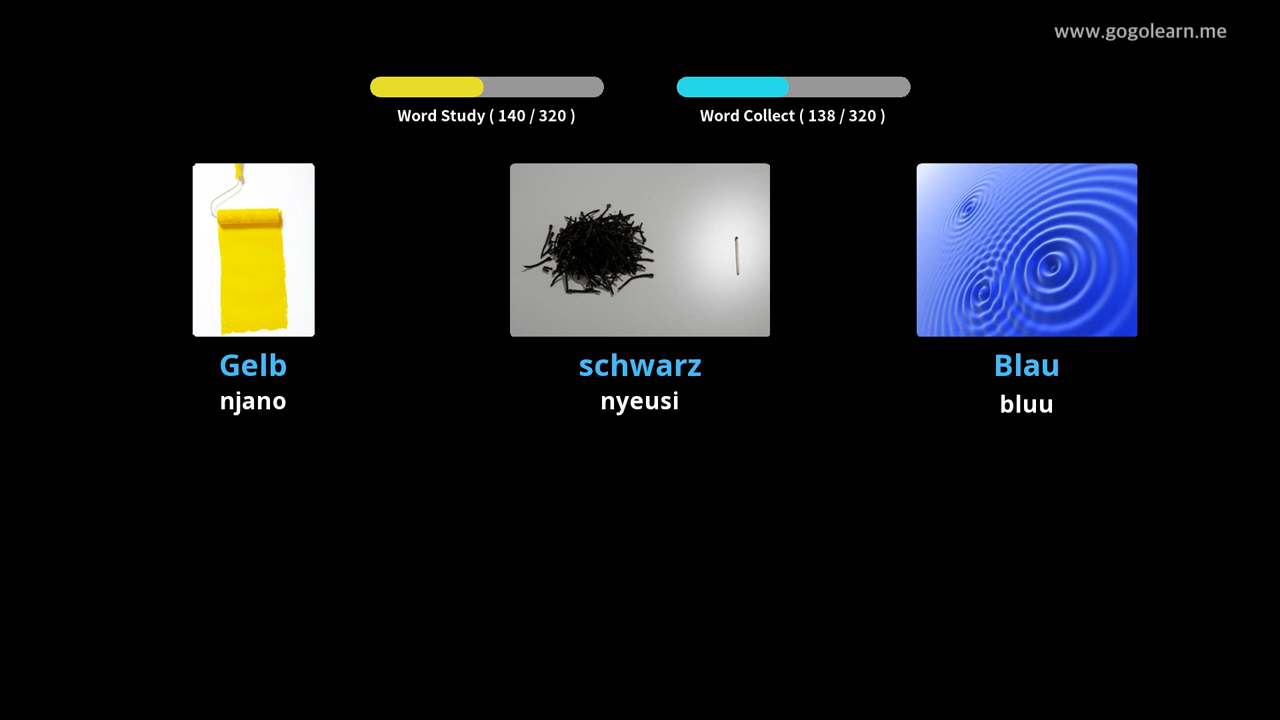 www.gogolearn.me
Word Study ( 140 / 320 )
Word Collect ( 138 / 320 )
Gelb
njano
schwarz
nyeusi
Blau
bluu